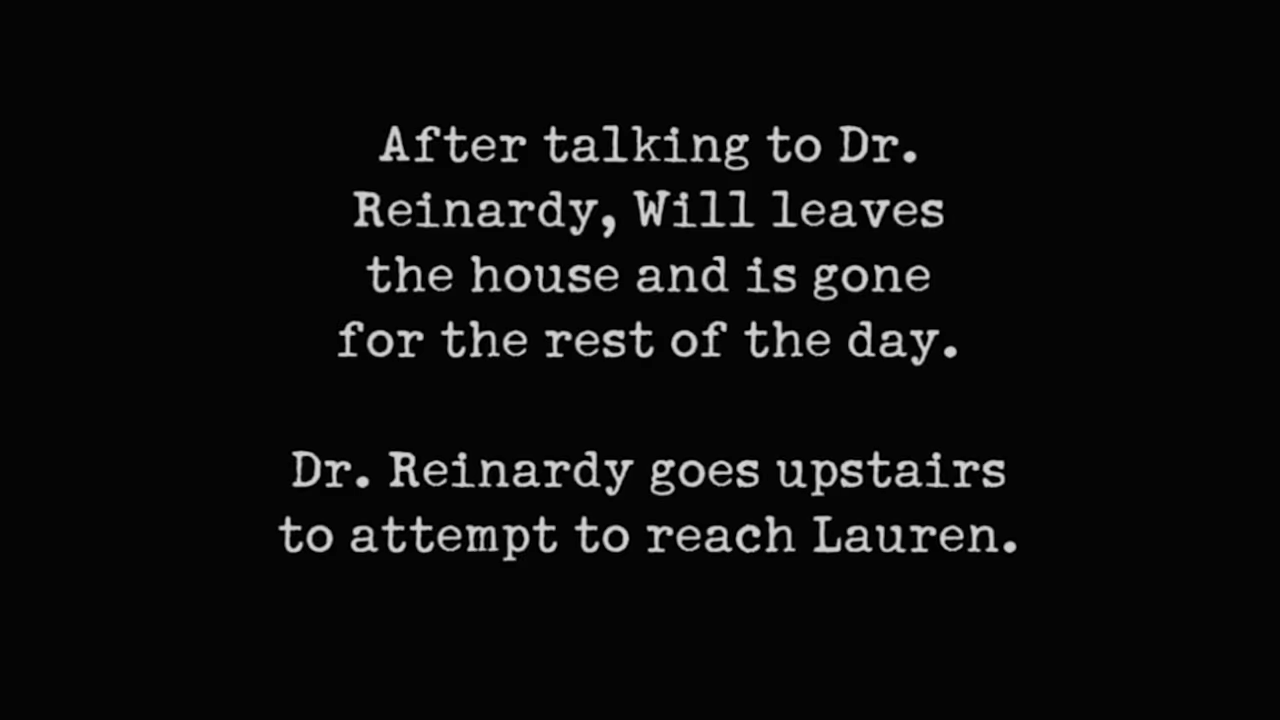 After talking to Dr.
Reinardy, Will leaves
the house and is gone
for the rest of the day.
Dr. Reinardy goes upstairs
to attempt to reach Lauren.